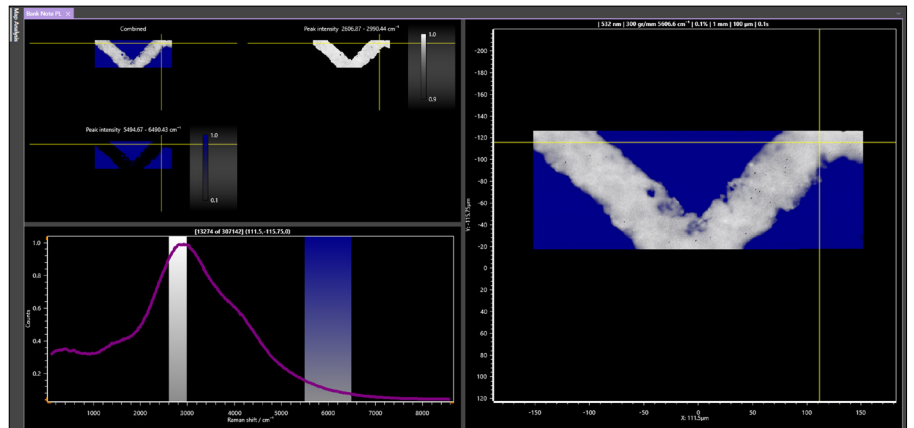 Map Analysis
Bank Note PL ×
Combined
Peak intensity 2606.87 - 2990.44 cm⁻¹
1.0
0.9
Peak intensity 5494.67 - 6490.43 cm⁻¹
1.0
0.1
[13274 of 307142] (111.5,-115.75,0)
Counts
1.0
0.8
0.6
0.4
0.2
1000 2000 3000 4000 5000 6000 7000 8000
Raman shift / cm⁻¹
| 532 nm | 300 gr/mm 5606.6 cm⁻¹ | 0.1% | 1 mm | 100 µm | 0.1s
Y: -115.75µm
-200
-180
-160
-140
-120
-100
-80
-60
-40
-20
0
20
40
60
80
100
120
-150 -100 -50 0 50 100 150
X: 111.5µm